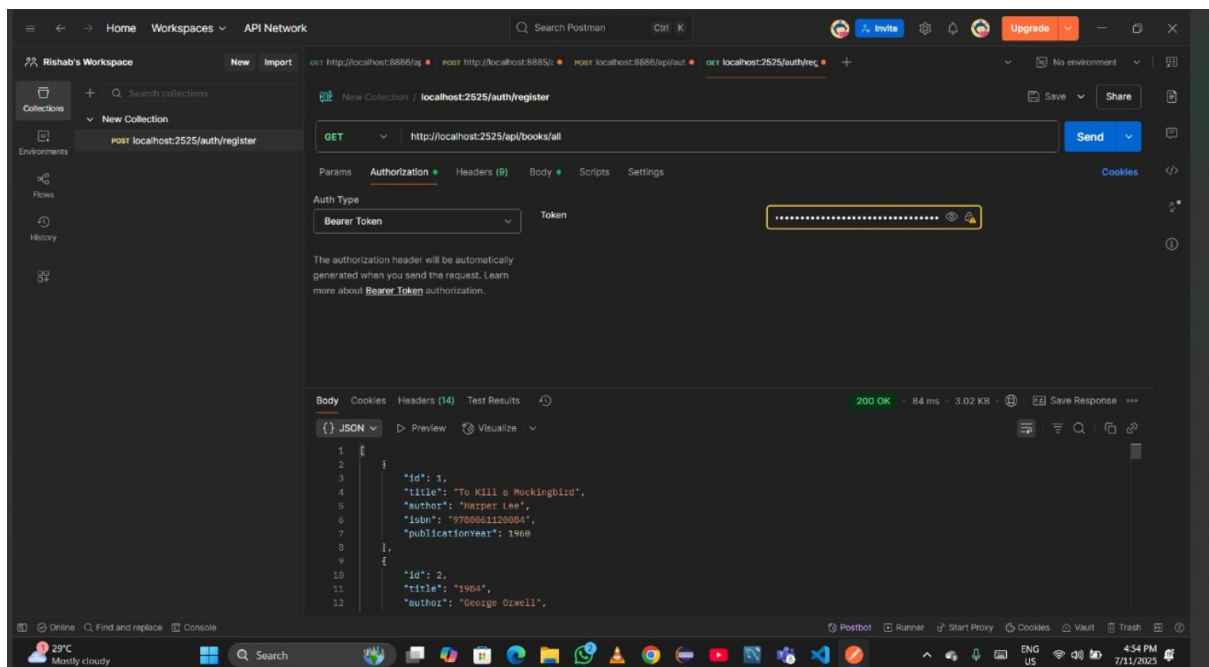 Home Workspaces API Network Search Postman Ctrl K Invite Upgrade
Rishab's Workspace New Import GET http://localhost:8886/ap POST http://localhost:8885/a POST localhost:8886/api/aut GET localhost:2525/auth/reg No environment
Collections Search collections New Collection / localhost:2525/auth/register Save Share
New Collection
POST localhost:2525/auth/register GET http://localhost:2525/api/books/all Send
Environments
Params Authorization Headers (9) Body Scripts Settings Cookies
Flows
Auth Type
Bearer Token Token
History
The authorization header will be automatically
generated when you send the request. Learn
more about Bearer Token authorization.
Body Cookies Headers (14) Test Results 200 OK 84 ms 3.02 KB Save Response
{} JSON Preview Visualize
1 [
2 {
3 "id": 1,
4 "title": "To Kill a Mockingbird",
5 "author": "Harper Lee",
6 "isbn": "9780061120084",
7 "publicationYear": 1960
8 },
9 {
10 "id": 2,
11 "title": "1984",
12 "author": "George Orwell",
Online Find and replace Console Postbot Runner Start Proxy Cookies Vault Trash
29°C
Mostly cloudy Search ENG
US 4:54 PM
7/11/2025